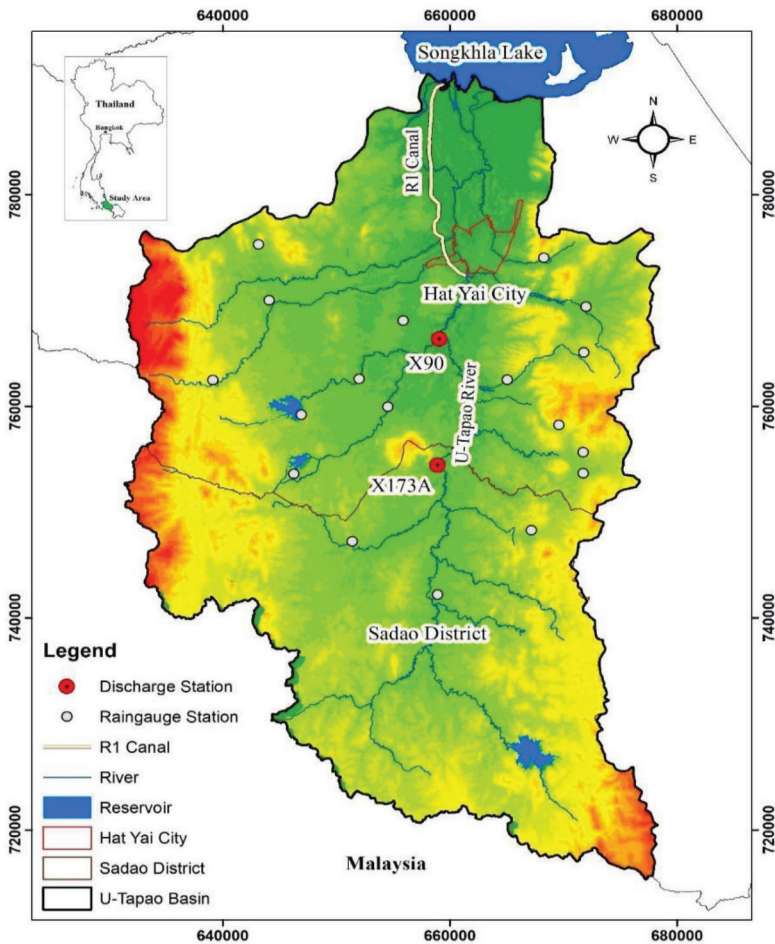 640000
660000
680000
Songkhla Lake
Thailand
Bangkok
Study Area
N
W
E
S
R1 Canal
780000
780000
Hat Yai City
X90
U-Tapao River
760000
760000
X173A
740000
740000
Sadao District
Legend
Discharge Station
Raingauge Station
R1 Canal
River
Reservoir
Hat Yai City
Sadao District
U-Tapao Basin
720000
720000
Malaysia
640000
660000
680000